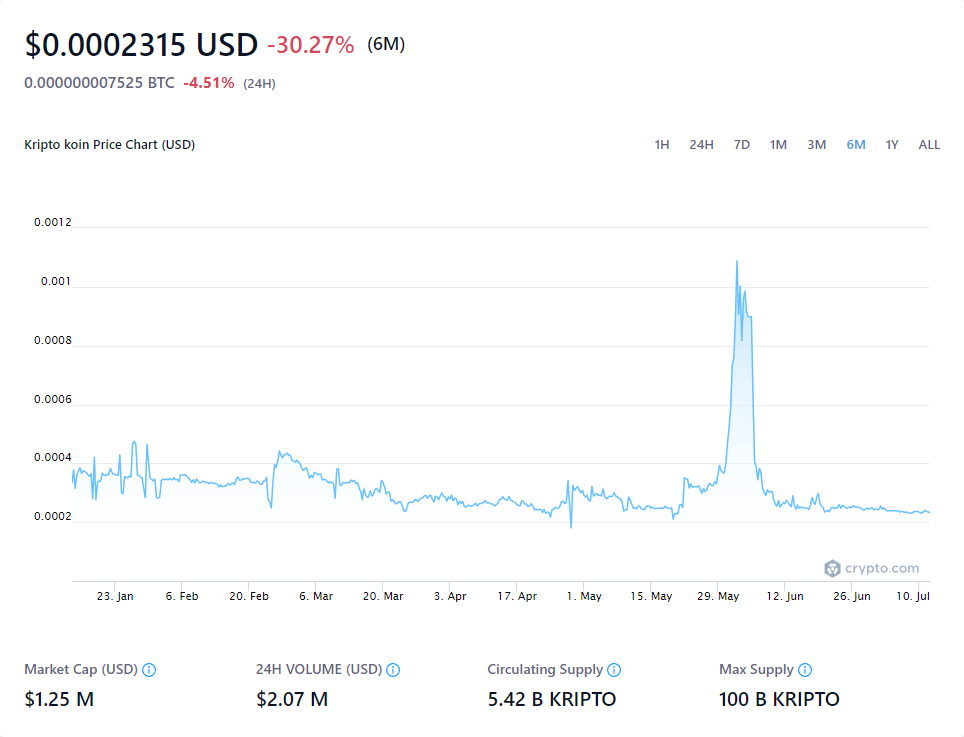 $0.0002315 USD -30.27% (6M)
0.000000007525 BTC -4.51% (24H)
Kripto koin Price Chart (USD) 1H 24H 7D 1M 3M 6M 1Y ALL
0.0012
0.001
0.0008
0.0006
0.0004
0.0002
crypto.com
23. Jan 6. Feb 20. Feb 6. Mar 20. Mar 3. Apr 17. Apr 1. May 15. May 29. May 12. Jun 26. Jun 10. Jul
Market Cap (USD) 24H VOLUME (USD) Circulating Supply Max Supply
$1.25 M $2.07 M 5.42 B KRIPTO 100 B KRIPTO